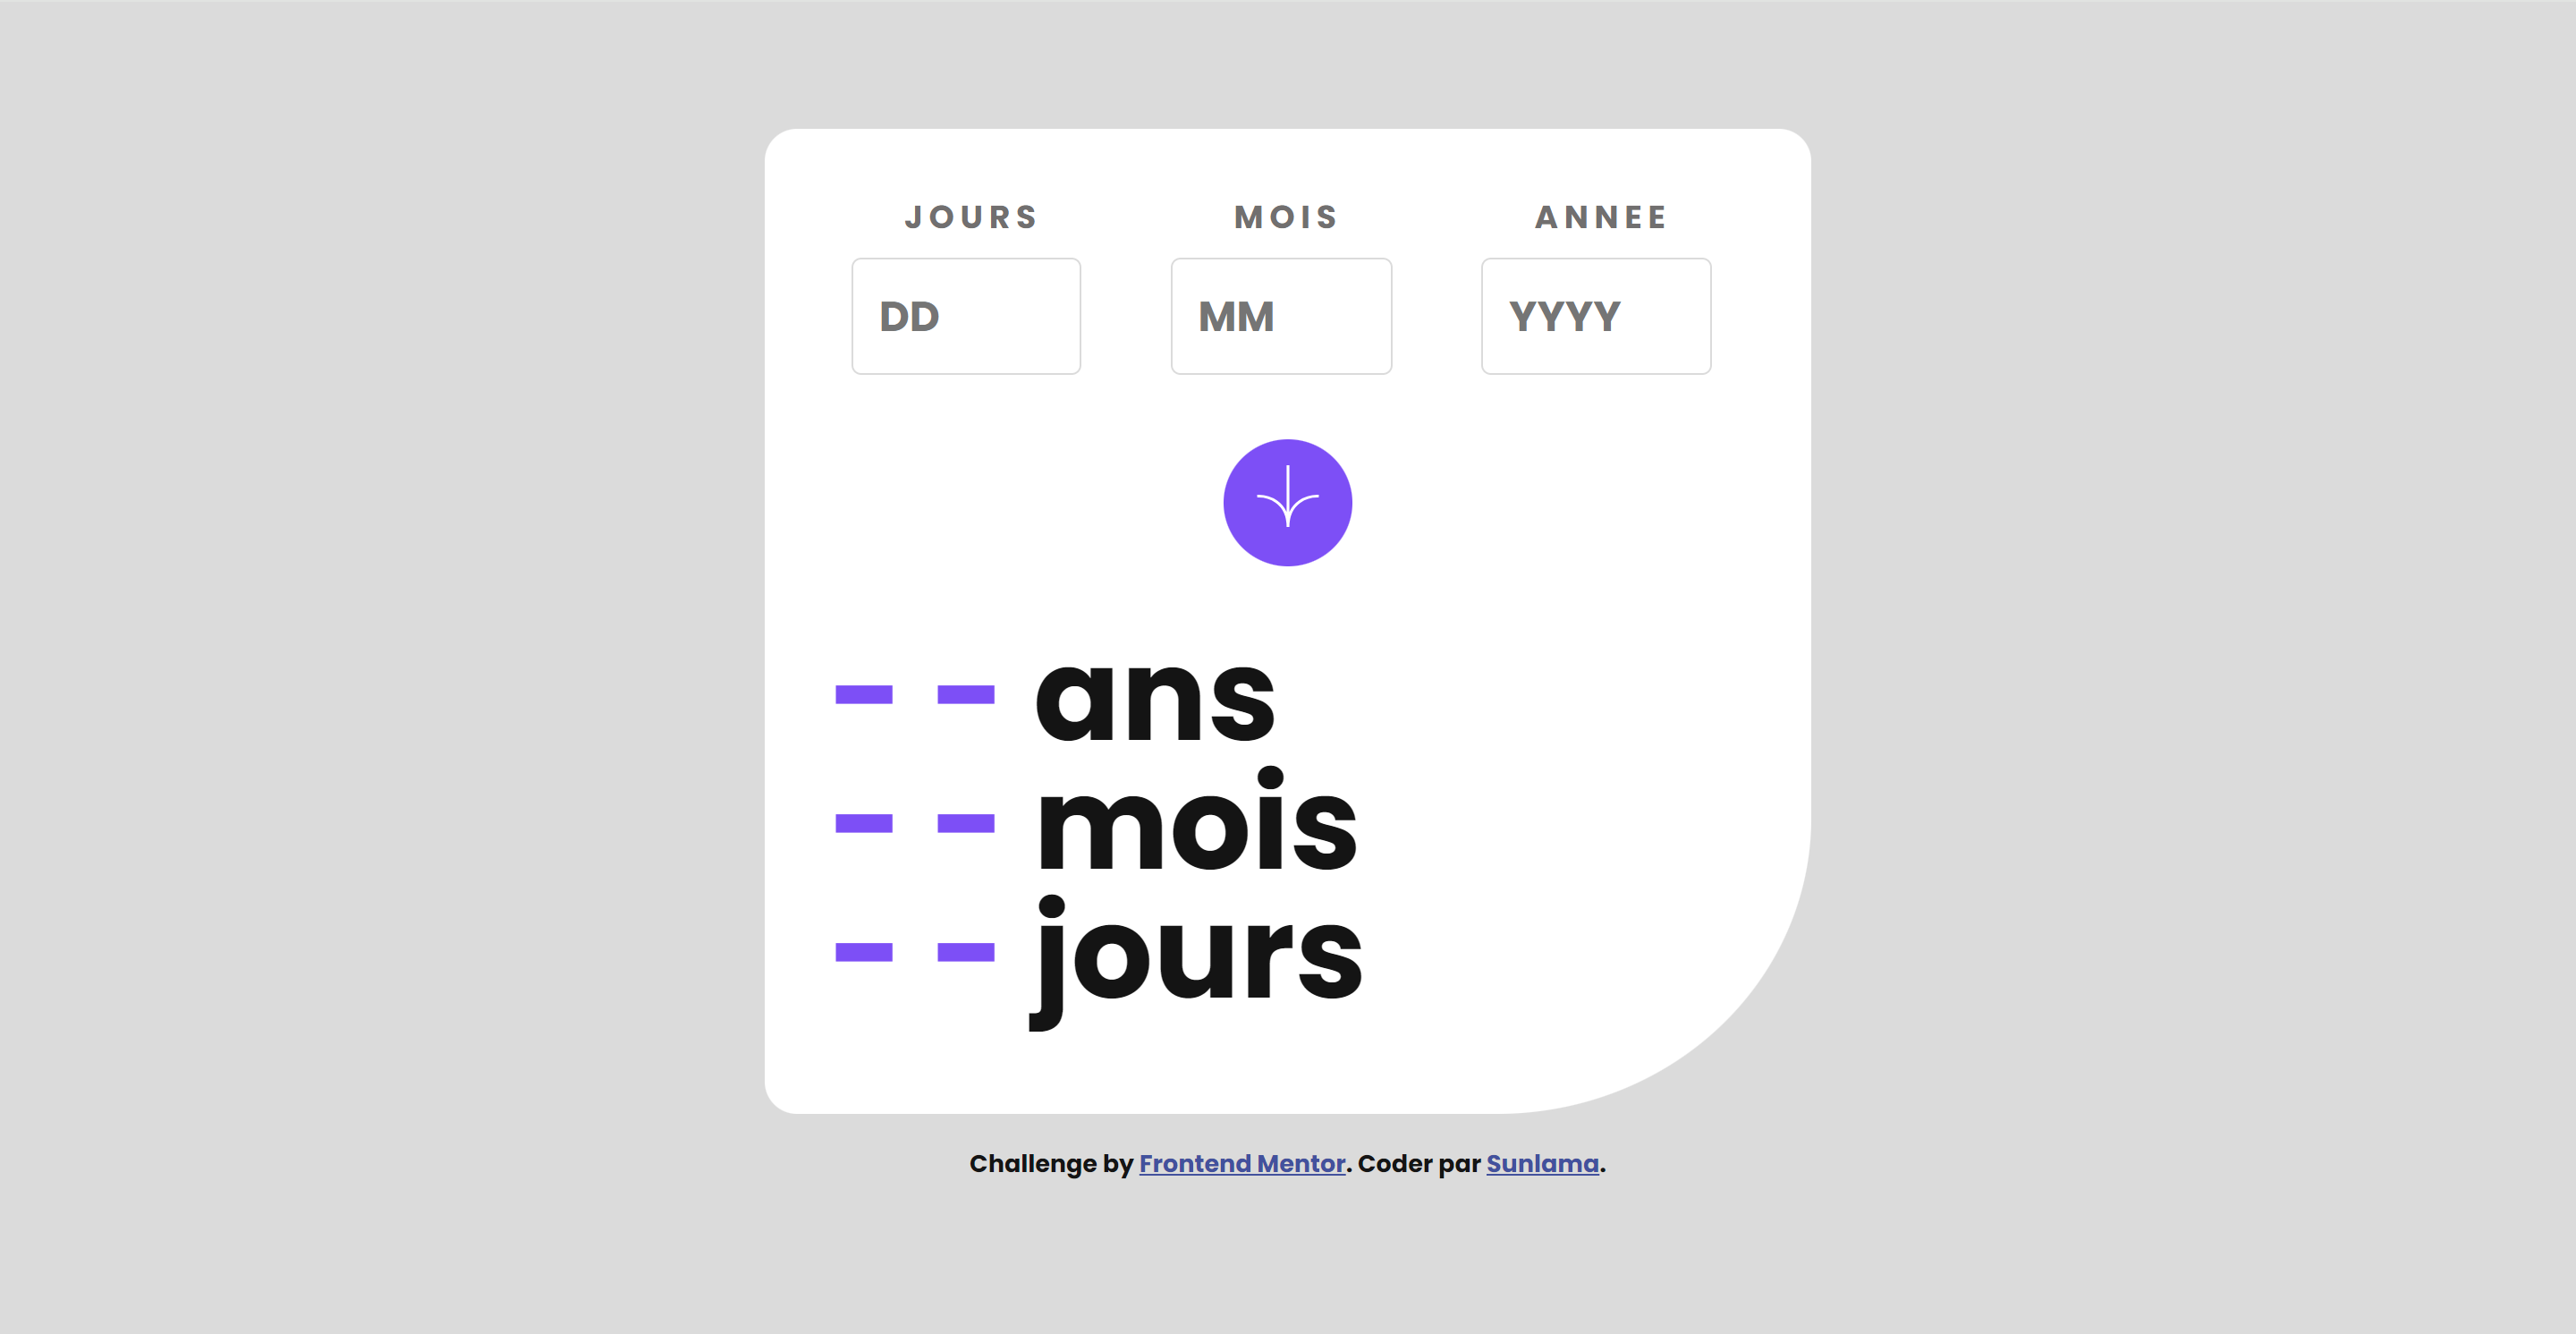 JOURS MOIS ANNEE
DD MM YYYY
-- ans
-- mois
-- jours
Challenge by Frontend Mentor. Coder par Sunlama.